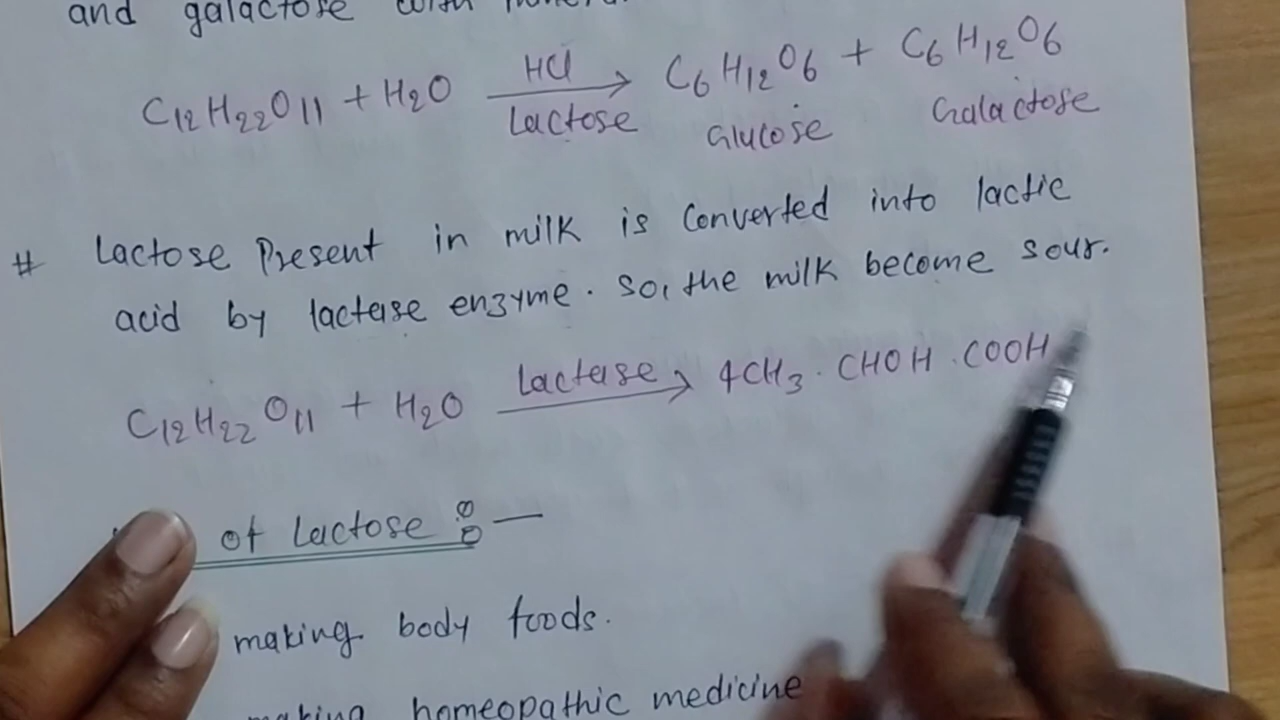 and galactose with
C12H22O11 + H2O HCl Lactose → C6H12O6 + C6H12O6
Glucose Galactose
# Lactose Present in milk is Converted into lactic
acid by lactase enzyme. So, the milk become sour.
C12H22O11 + H2O Lactase → 4CH3.CHOH.COOH
of Lactose :—
making body foods.
making homeopathic medicine